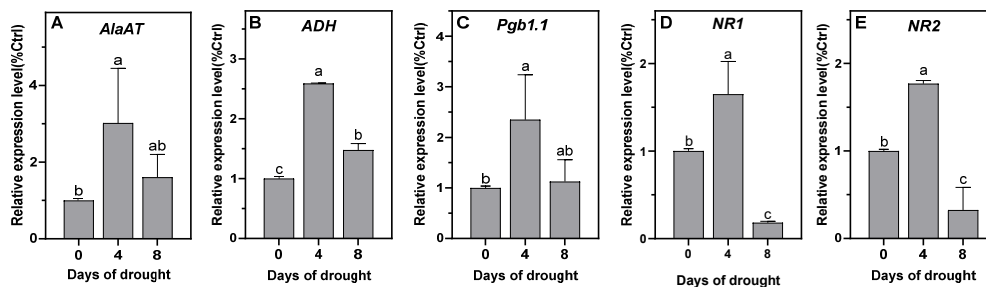 A AlaAT
Relative expression level(%Ctrl)
4
2
0
a
ab
b
0 4 8
Days of drought
B ADH
Relative expression level(%Ctrl)
3
2
1
0
a
b
c
0 4 8
Days of drought
C Pgb1.1
Relative expression level(%Ctrl)
4
3
2
1
0
a
ab
b
0 4 8
Days of drought
D NR1
Relative expression level(%Ctrl)
2
1
0
a
b
c
0 4 8
Days of drought
E NR2
Relative expression level(%Ctrl)
2
1
0
a
b
c
0 4 8
Days of drought